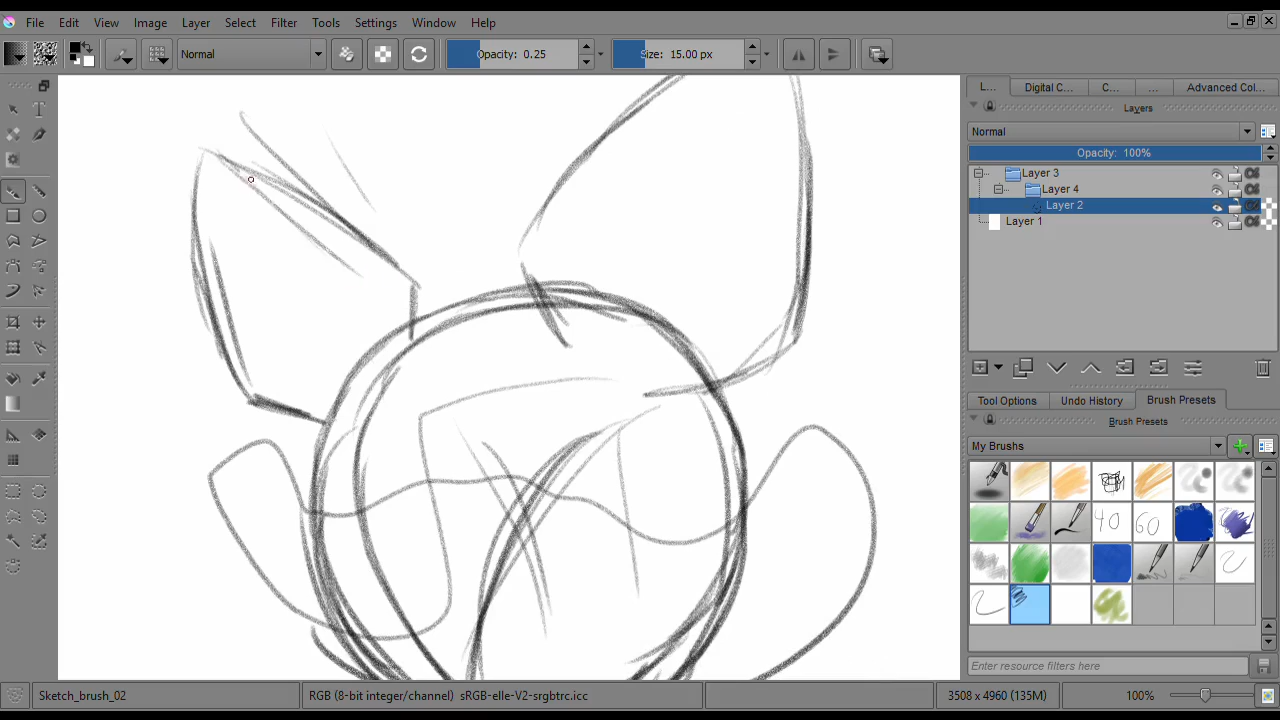 File Edit View Image Layer Select Filter Tools Settings Window Help
Normal Opacity: 0.25 Size: 15.00 px
L... Digital C... C... ... Advanced Col...
Layers
Normal
Opacity: 100%
Layer 3
Layer 4
Layer 2
Layer 1
Tool Options Undo History Brush Presets
Brush Presets
My Brushes
40 60
Enter resource filters here
Sketch_brush_02 RGB (8-bit integer/channel) sRGB-elle-V2-srgbtrc.icc 3508 x 4960 (135M) 100%